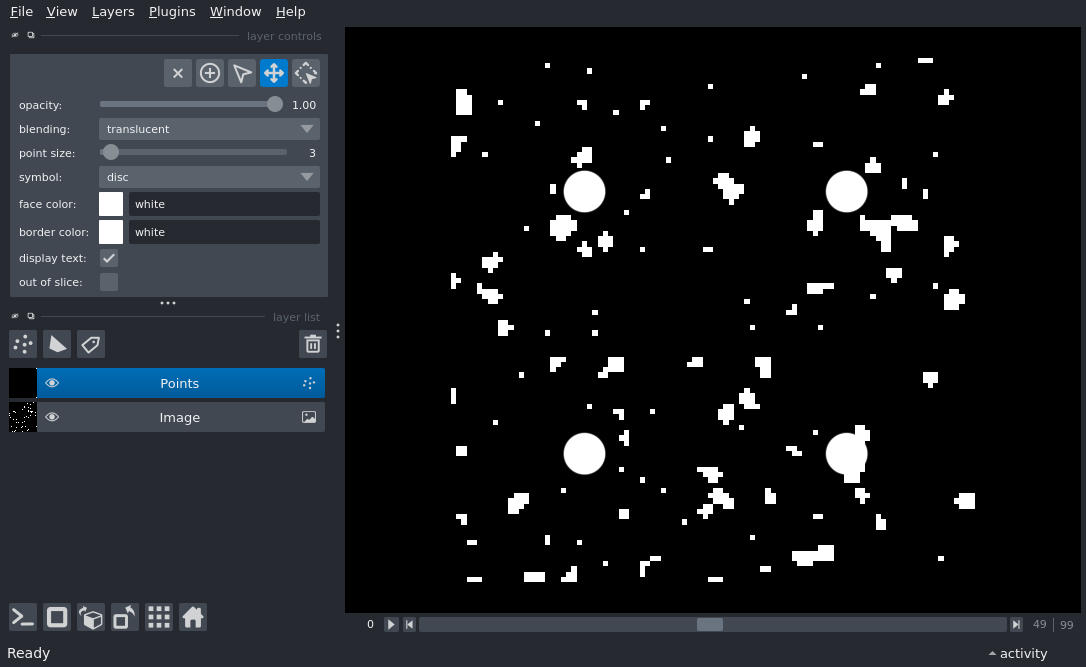 File View Layers Plugins Window Help
layer controls
opacity: 1.00
blending: translucent
point size: 3
symbol: disc
face color: white
border color: white
display text:
out of slice:
layer list
Points
Image
0 49 99
Ready activity